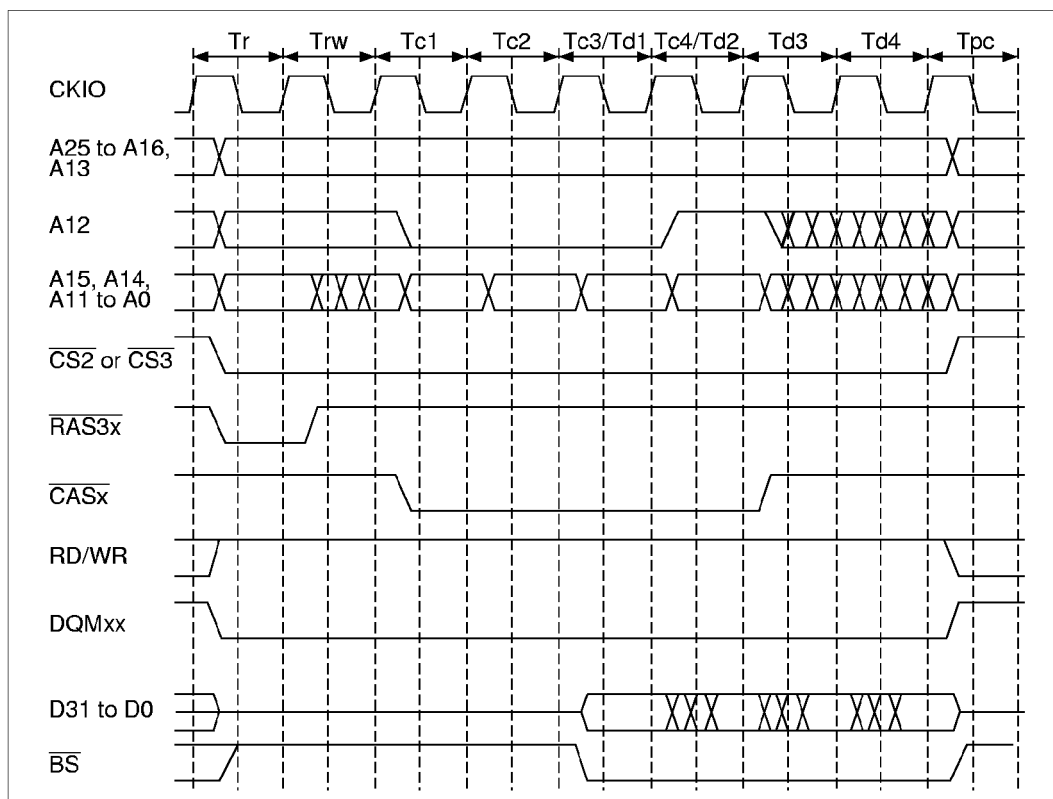 Tr Trw Tc1 Tc2 Tc3/Td1 Tc4/Td2 Td3 Td4 Tpc
CKIO
A25 to A16,
A13
A12
A15, A14,
A11 to A0
CS2 or CS3
RAS3x
CASx
RD/WR
DQMxx
D31 to D0
BS